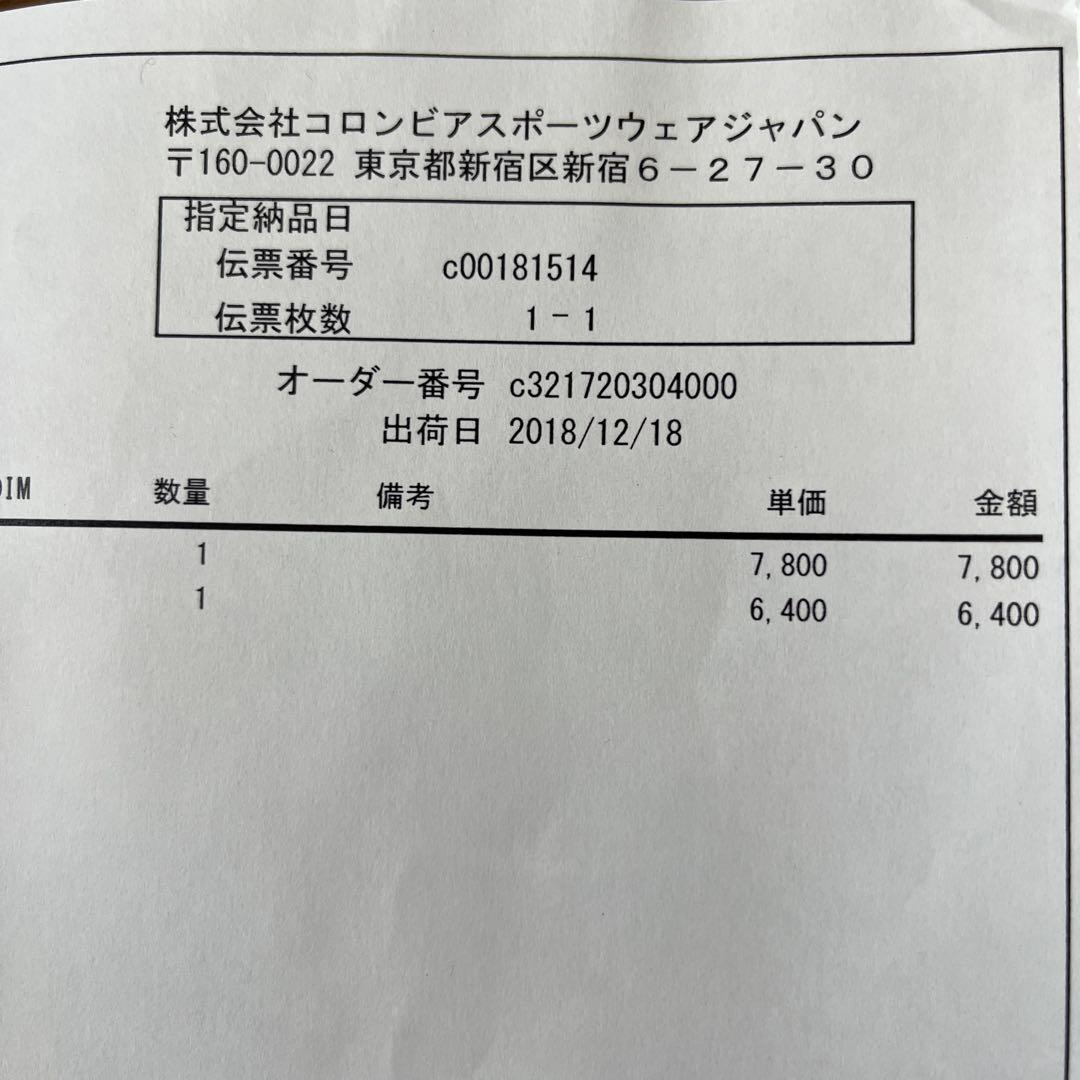 株式会社コロンビアスポーツウェアジャパン
〒160-0022 東京都新宿区新宿6－27－30
指定納品日
伝票番号 c00181514
伝票枚数 1 - 1
オーダー番号 c321720304000
出荷日 2018/12/18
DIM 数量 備考 単価 金額
1 7,800 7,800
1 6,400 6,400